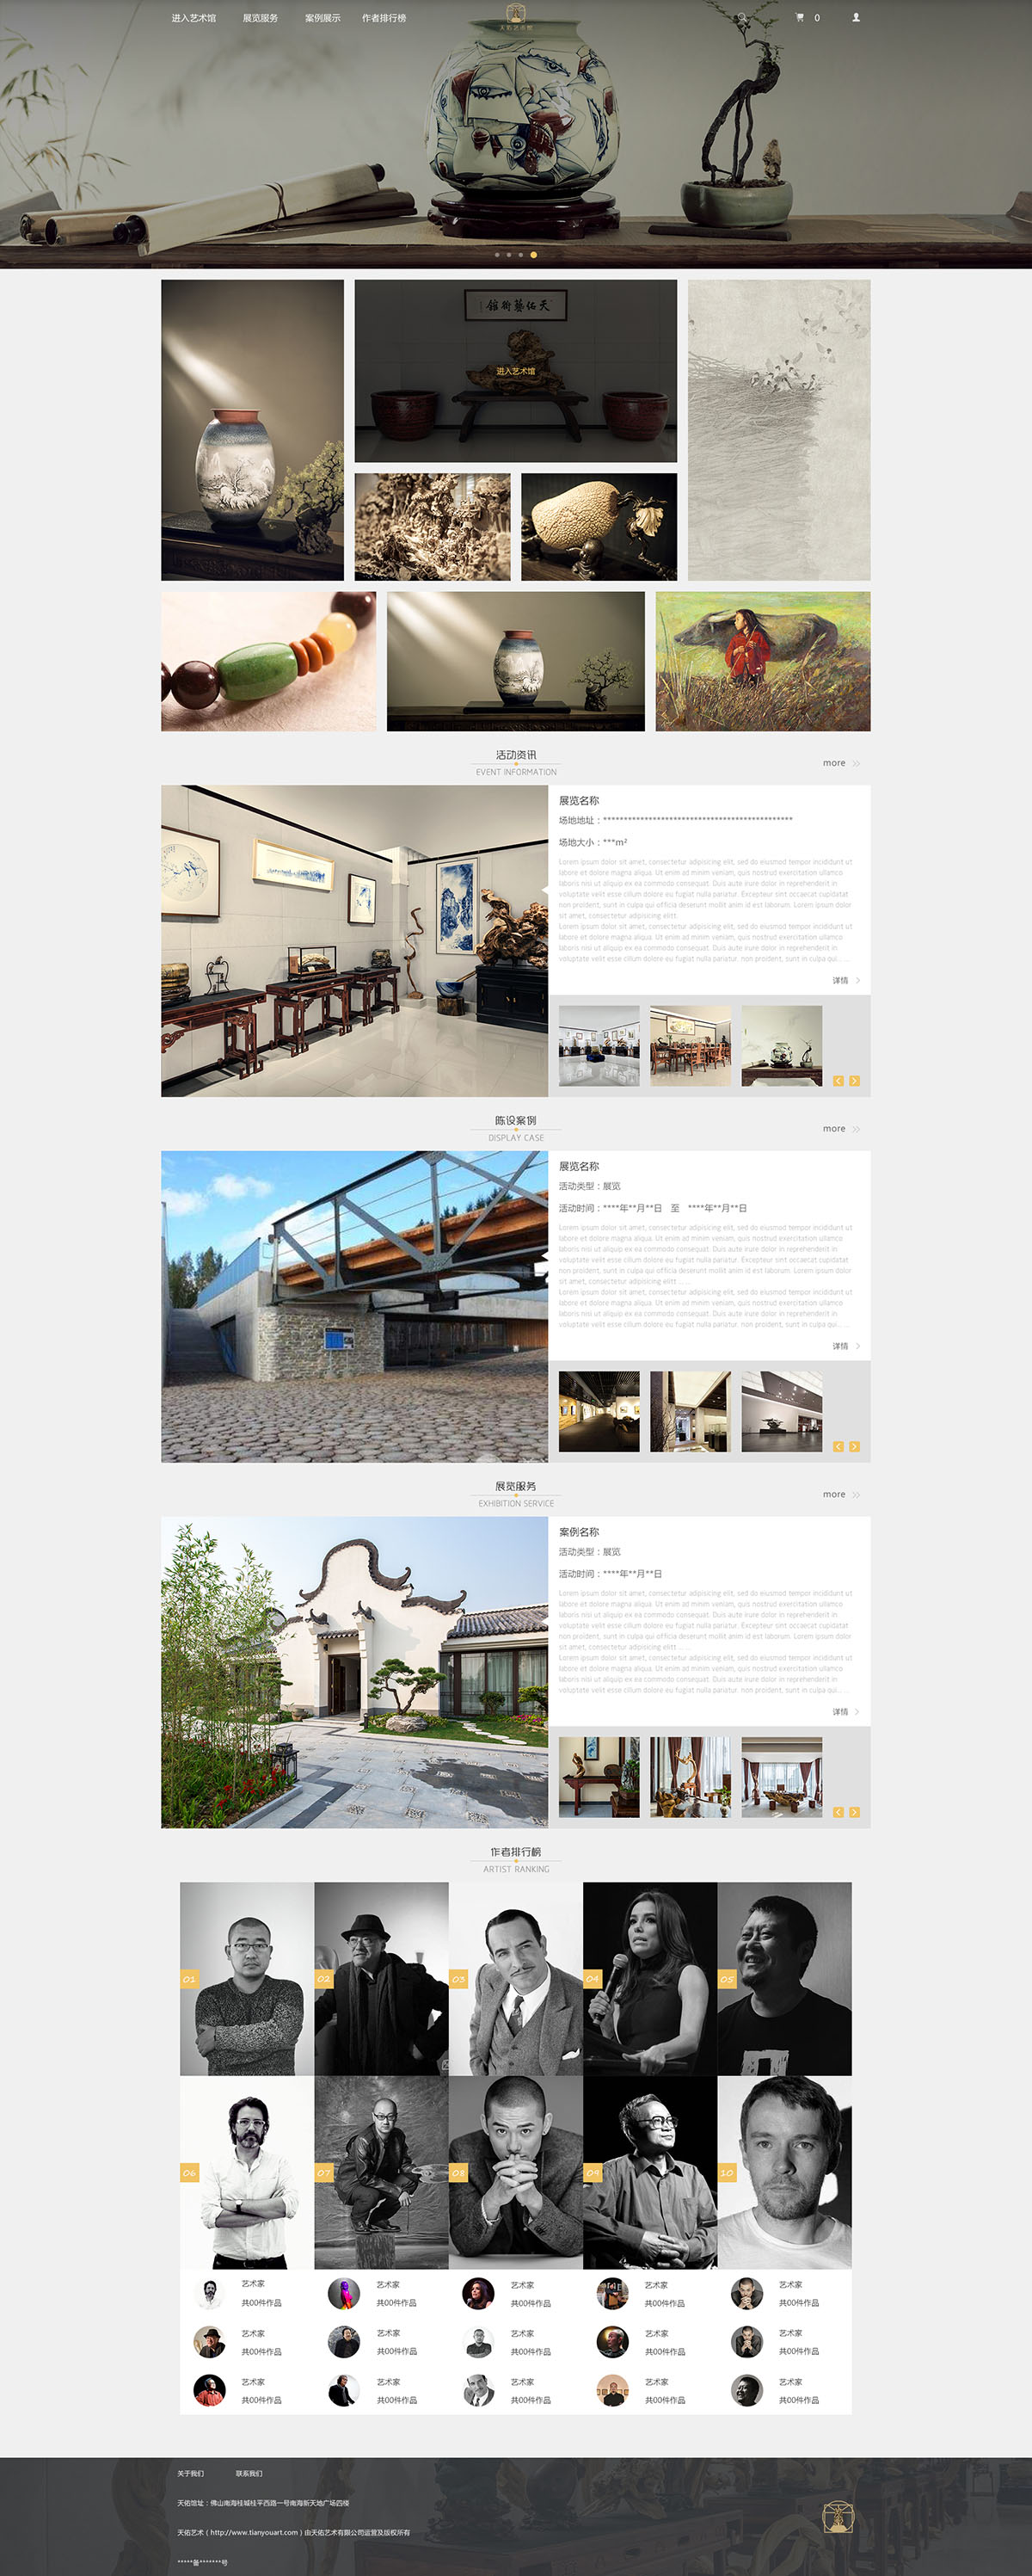 进入艺术馆 展览服务 案例展示 作者排行榜
天佑艺术馆
0
館術藝佑天
进入艺术馆
活动资讯
EVENT INFORMATION
more
展览名称
场地地址：**********************************************
场地大小：***m²
Lorem ipsum dolor sit amet, consectetur adipisicing elit, sed do eiusmod tempor incididunt ut
labore et dolore magna aliqua. Ut enim ad minim veniam, quis nostrud exercitation ullamco
laboris nisi ut aliquip ex ea commodo consequat. Duis aute irure dolor in reprehenderit in
voluptate velit esse cillum dolore eu fugiat nulla pariatur. Excepteur sint occaecat cupidatat
non proident, sunt in culpa qui officia deserunt mollit anim id est laborum. Lorem ipsum dolor
sit amet, consectetur adipisicing elitt.
Lorem ipsum dolor sit amet, consectetur adipisicing elit, sed do eiusmod tempor incididunt ut
labore et dolore magna aliqua. Ut enim ad minim veniam, quis nostrud exercitation ullamco
laboris nisi ut aliquip ex ea commodo consequat. Duis aute irure dolor in reprehenderit in
voluptate velit esse cillum dolore eu fugiat nulla pariatur. non proident, sunt in culpa qui... ...
详情
陈设案例
DISPLAY CASE
more
展览名称
活动类型：展览
活动时间：****年**月**日 至 ****年**月**日
Lorem ipsum dolor sit amet, consectetur adipisicing elit, sed do eiusmod tempor incididunt ut
labore et dolore magna aliqua. Ut enim ad minim veniam, quis nostrud exercitation ullamco
laboris nisi ut aliquip ex ea commodo consequat. Duis aute irure dolor in reprehenderit in
voluptate velit esse cillum dolore eu fugiat nulla pariatur. Excepteur sint occaecat cupidatat
non proident, sunt in culpa qui officia deserunt mollit anim id est laborum. Lorem ipsum dolor
sit amet, consectetur adipisicing elitt ... ...
Lorem ipsum dolor sit amet, consectetur adipisicing elit, sed do eiusmod tempor incididunt ut
labore et dolore magna aliqua. Ut enim ad minim veniam, quis nostrud exercitation ullamco
laboris nisi ut aliquip ex ea commodo consequat. Duis aute irure dolor in reprehenderit in
voluptate velit esse cillum dolore eu fugiat nulla pariatur. non proident, sunt in culpa qui... ...
详情
展览服务
EXHIBITION SERVICE
more
案例名称
活动类型：展览
活动时间：****年**月**日
Lorem ipsum dolor sit amet, consectetur adipisicing elit, sed do eiusmod tempor incididunt ut
labore et dolore magna aliqua. Ut enim ad minim veniam, quis nostrud exercitation ullamco
laboris nisi ut aliquip ex ea commodo consequat. Duis aute irure dolor in reprehenderit in
voluptate velit esse cillum dolore eu fugiat nulla pariatur. Excepteur sint occaecat cupidatat
non proident, sunt in culpa qui officia deserunt mollit anim id est laborum. Lorem ipsum dolor
sit amet, consectetur adipisicing elitt ... ...
Lorem ipsum dolor sit amet, consectetur adipisicing elit, sed do eiusmod tempor incididunt ut
labore et dolore magna aliqua. Ut enim ad minim veniam, quis nostrud exercitation ullamco
laboris nisi ut aliquip ex ea commodo consequat. Duis aute irure dolor in reprehenderit in
voluptate velit esse cillum dolore eu fugiat nulla pariatur. non proident, sunt in culpa qui... ...
详情
作者排行榜
ARTIST RANKING
01 02 03 04 05
06 07 08 09 10
艺术家 艺术家 艺术家 艺术家 艺术家
共00件作品 共00件作品 共00件作品 共00件作品 共00件作品
艺术家 艺术家 艺术家 艺术家 艺术家
共00件作品 共00件作品 共00件作品 共00件作品 共00件作品
艺术家 艺术家 艺术家 艺术家 艺术家
共00件作品 共00件作品 共00件作品 共00件作品 共00件作品
关于我们 联系我们
天佑馆址：佛山南海桂城桂平西路一号南海新天地广场四楼
天佑艺术（http://www.tianyouart.com）由天佑艺术有限公司运营及版权所有
*****备*******号